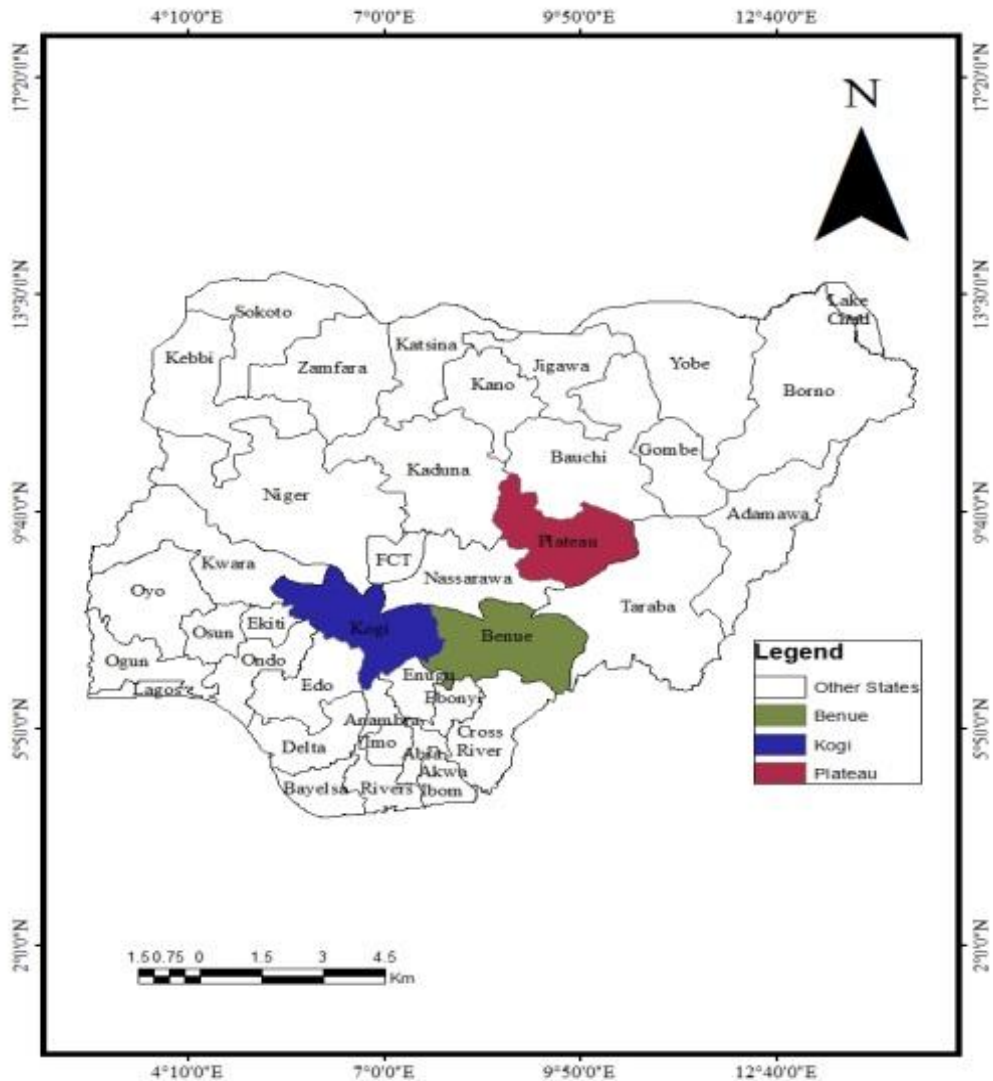 4°10'0"E 7°0'0"E 9°50'0"E 12°40'0"E
17°20'0"N
17°20'0"N
N
13°30'0"N
13°30'0"N
Lake
Chad
Sokoto
Katsina
Kebbi
Zamfara
Kano
Jigawa
Yobe
Borno
Bauchi
Gombe
Kaduna
Niger
9°40'0"N
9°40'0"N
Adamawa
Plateau
FCT
Kwara
Nassarawa
Oyo
Taraba
Ekiti
Kogi
Benue
Osun
Ogun
Ondo
Enugu
Edo
Lagos
Ebonyi
Anambra
5°50'0"N
5°50'0"N
Imo
Cross
River
Delta
Abia
Akwa
Ibom
Bayelsa
Rivers
Legend
Other States
Benue
Kogi
Plateau
2°0'0"N
2°0'0"N
1.5 0.75 0 1.5 3 4.5
Km
4°10'0"E 7°0'0"E 9°50'0"E 12°40'0"E